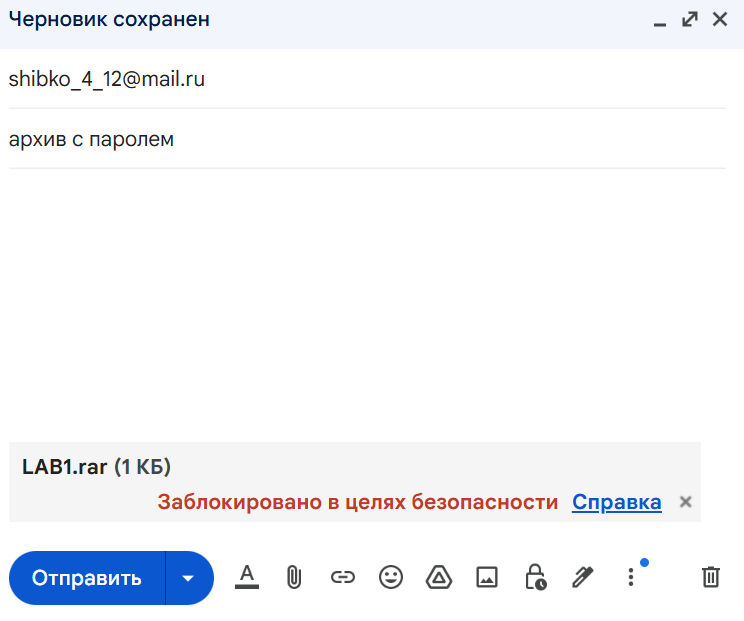 Черновик сохранен
shibko_4_12@mail.ru
архив с паролем
LAB1.rar (1 КБ)
Заблокировано в целях безопасности Справка
Отправить